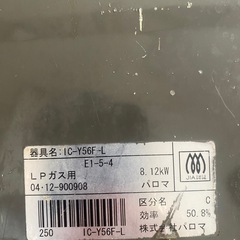 器具名:IC-Y56F-L
E1-5-4
LPガス用 8.12kW
04·12-900908 パロマ
区分名 C
効率 50.8%
250 IC-Y56F-L 株式会社パロマ